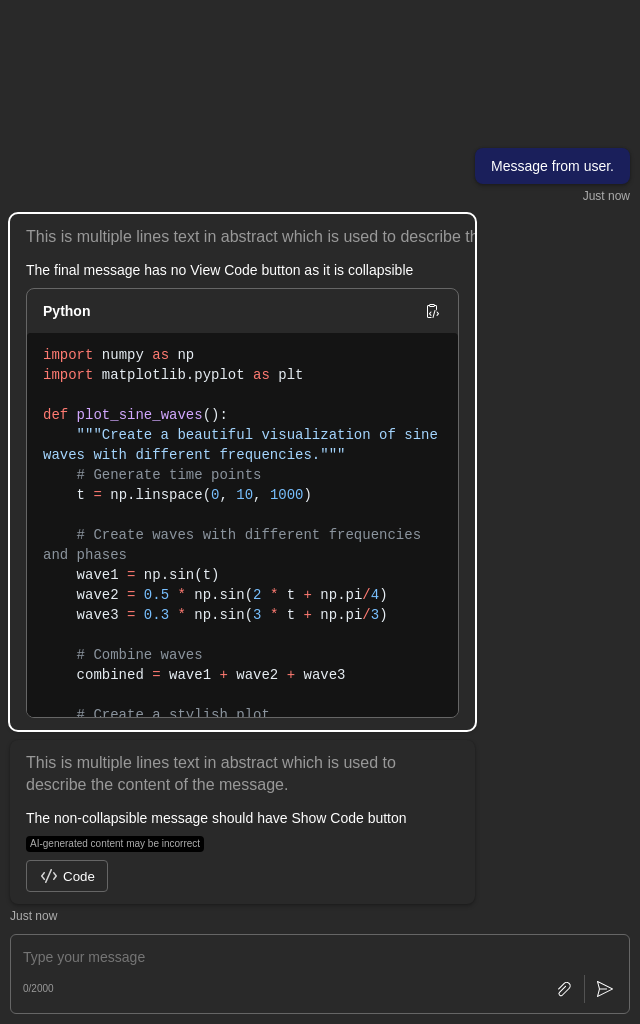 Message from user.
Just now
This is multiple lines text in abstract which is used to describe th
The final message has no View Code button as it is collapsible
Python
import numpy as np
import matplotlib.pyplot as plt
def plot_sine_waves():
"""Create a beautiful visualization of sine
waves with different frequencies."""
# Generate time points
t = np.linspace(0, 10, 1000)
# Create waves with different frequencies
and phases
wave1 = np.sin(t)
wave2 = 0.5 * np.sin(2 * t + np.pi/4)
wave3 = 0.3 * np.sin(3 * t + np.pi/3)
# Combine waves
combined = wave1 + wave2 + wave3
# Create a stylish plot
This is multiple lines text in abstract which is used to
describe the content of the message.
The non-collapsible message should have Show Code button
AI-generated content may be incorrect
Code
Just now
Type your message
0/2000